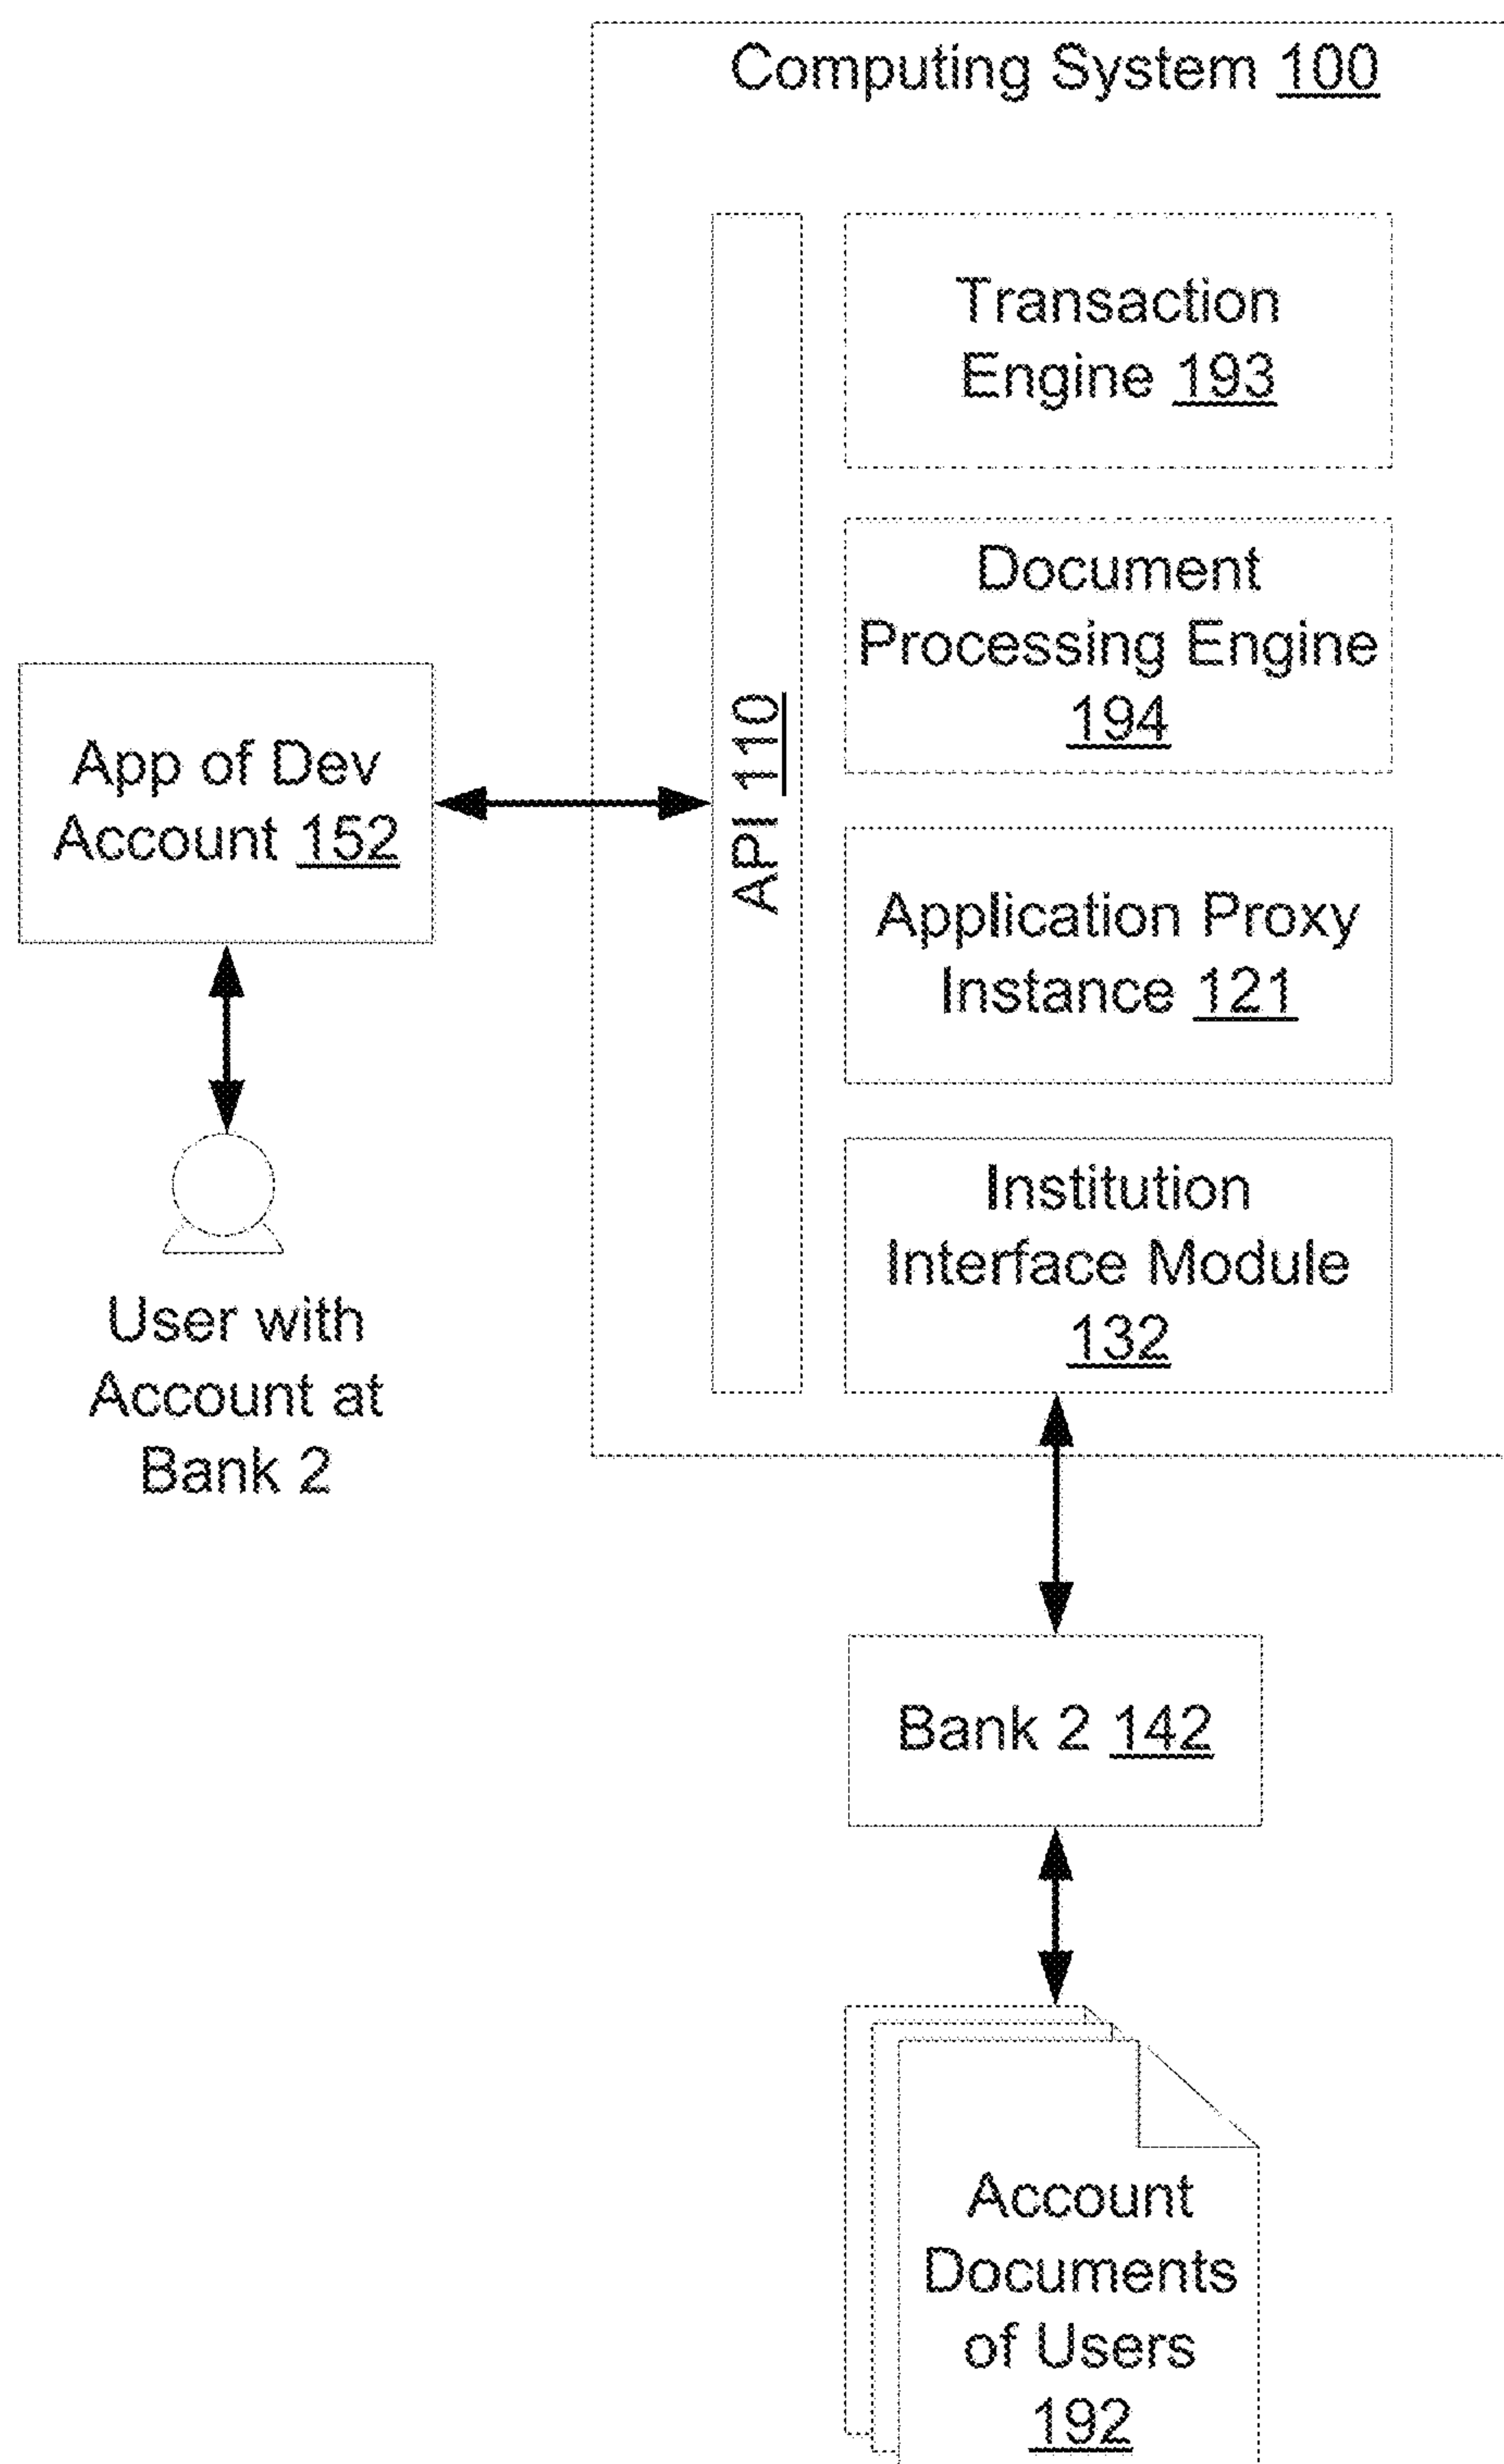 Computing System 100
Transaction
Engine 193
Document
Processing Engine
194
API 110
App of Dev
Account 152
Application Proxy
Instance 121
Institution
Interface Module
132
User with
Account at
Bank 2
Bank 2 142
Account
Documents
of Users
192